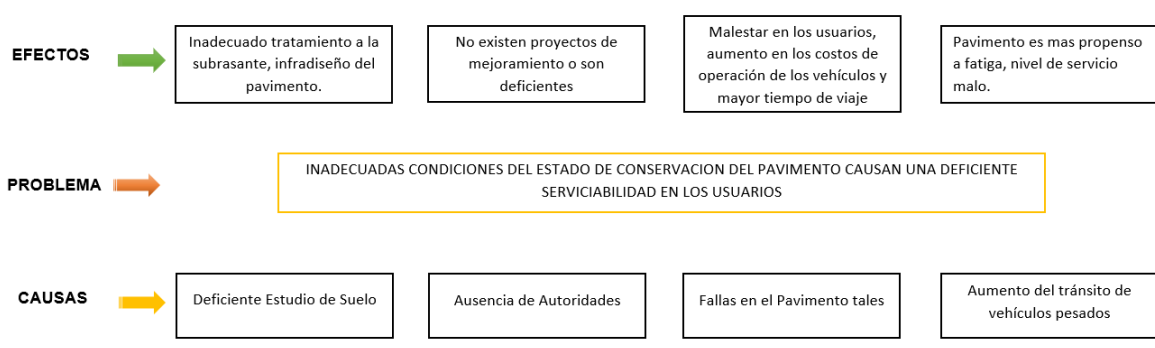 EFECTOS
Inadecuado tratamiento a la
subrasante, infradiseño del
pavimento.
No existen proyectos de
mejoramiento o son
deficientes
Malestar en los usuarios,
aumento en los costos de
operación de los vehículos y
mayor tiempo de viaje
Pavimento es mas propenso
a fatiga, nivel de servicio
malo.
PROBLEMA
INADECUADAS CONDICIONES DEL ESTADO DE CONSERVACION DEL PAVIMENTO CAUSAN UNA DEFICIENTE
SERVICIABILIDAD EN LOS USUARIOS
CAUSAS
Deficiente Estudio de Suelo
Ausencia de Autoridades
Fallas en el Pavimento tales
Aumento del tránsito de
vehículos pesados